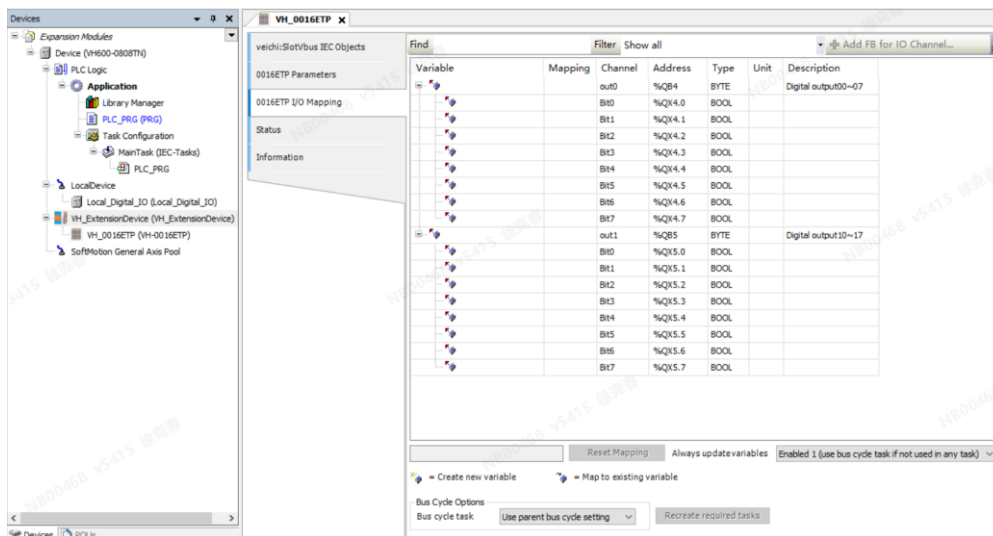 Devices
VH_0016ETP
Expansion Modules
Device (VH600-0808TN)
PLC Logic
Application
Library Manager
PLC_PRG (PRG)
Task Configuration
MainTask (IEC-Tasks)
PLC_PRG
LocalDevice
Local_Digital_IO (Local_Digital_IO)
VH_ExtensionDevice (VH_ExtensionDevice)
VH_0016ETP (VH-0016ETP)
SoftMotion General Axis Pool
Devices
POUs
veichi:SlotVbus IEC Objects
0016ETP Parameters
0016ETP I/O Mapping
Status
Information
Find Filter Show all Add FB for IO Channel...
Variable Mapping Channel Address Type Unit Description
out0 %QB4 BYTE Digital output00~07
Bit0 %QX4.0 BOOL
Bit1 %QX4.1 BOOL
Bit2 %QX4.2 BOOL
Bit3 %QX4.3 BOOL
Bit4 %QX4.4 BOOL
Bit5 %QX4.5 BOOL
Bit6 %QX4.6 BOOL
Bit7 %QX4.7 BOOL
out1 %QB5 BYTE Digital output10~17
Bit0 %QX5.0 BOOL
Bit1 %QX5.1 BOOL
Bit2 %QX5.2 BOOL
Bit3 %QX5.3 BOOL
Bit4 %QX5.4 BOOL
Bit5 %QX5.5 BOOL
Bit6 %QX5.6 BOOL
Bit7 %QX5.7 BOOL
Reset Mapping Always update variables Enabled 1 (use bus cycle task if not used in any task)
= Create new variable = Map to existing variable
Bus Cycle Options
Bus cycle task Use parent bus cycle setting Recreate required tasks
NB00468 v5415